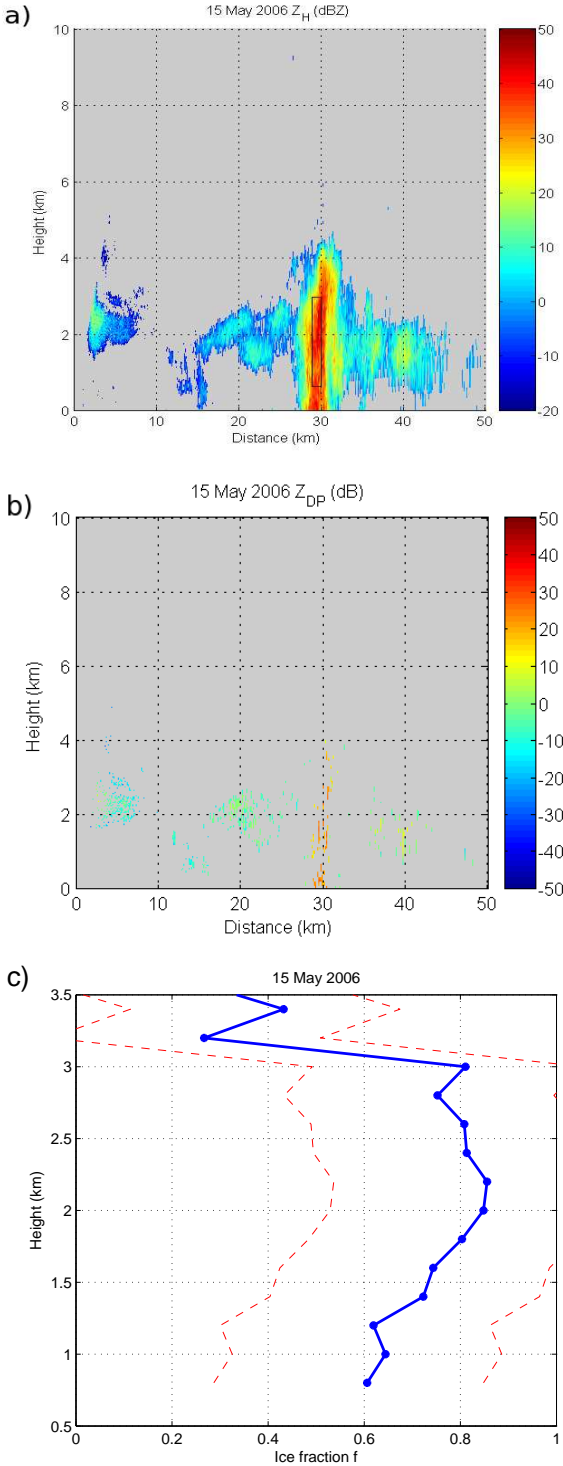 a)
15 May 2006 Z_H (dBZ)
10
8
6
4
2
0
Height (km)
0 10 20 30 40 50
Distance (km)
50
40
30
20
10
0
-10
-20
b)
15 May 2006 Z_DP (dB)
10
8
6
4
2
0
Height (km)
0 10 20 30 40 50
Distance (km)
50
40
30
20
10
0
-10
-20
-30
-40
-50
c)
15 May 2006
3.5
3
2.5
2
1.5
1
0.5
Height (km)
0 0.2 0.4 0.6 0.8 1
Ice fraction f